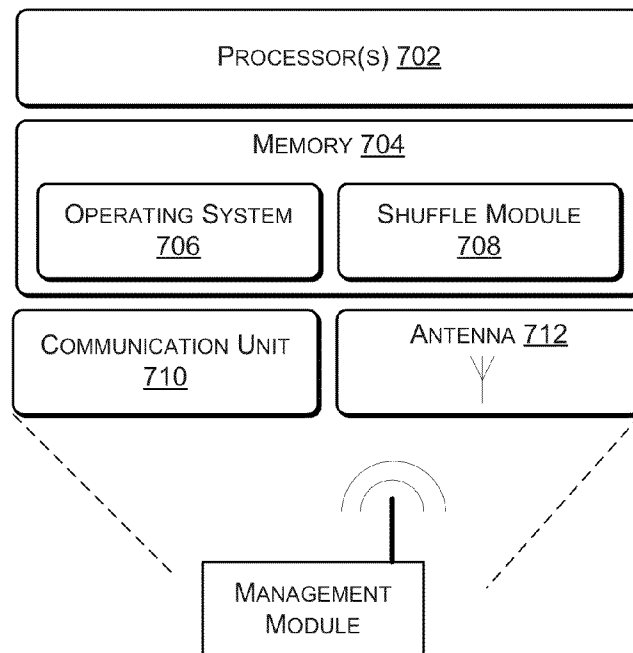 PROCESSOR(S) 702
MEMORY 704
OPERATING SYSTEM
706
SHUFFLE MODULE
708
COMMUNICATION UNIT
710
ANTENNA 712
MANAGEMENT
MODULE